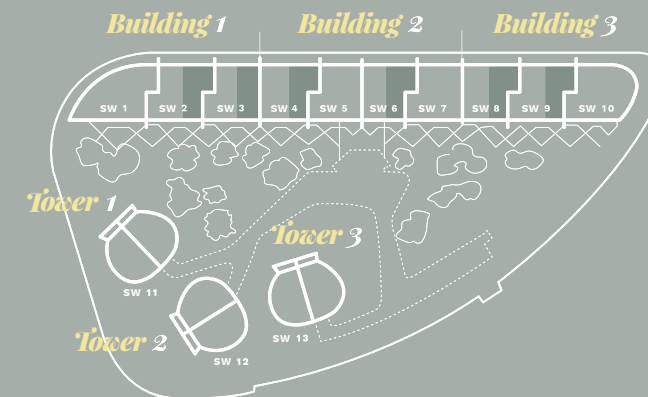 Building 1 Building 2 Building 3
SW 1 SW 2 SW 3 SW 4 SW 5 SW 6 SW 7 SW 8 SW 9 SW 10
Tower 1
Tower 3
SW 11
Tower 2
SW 13
SW 12